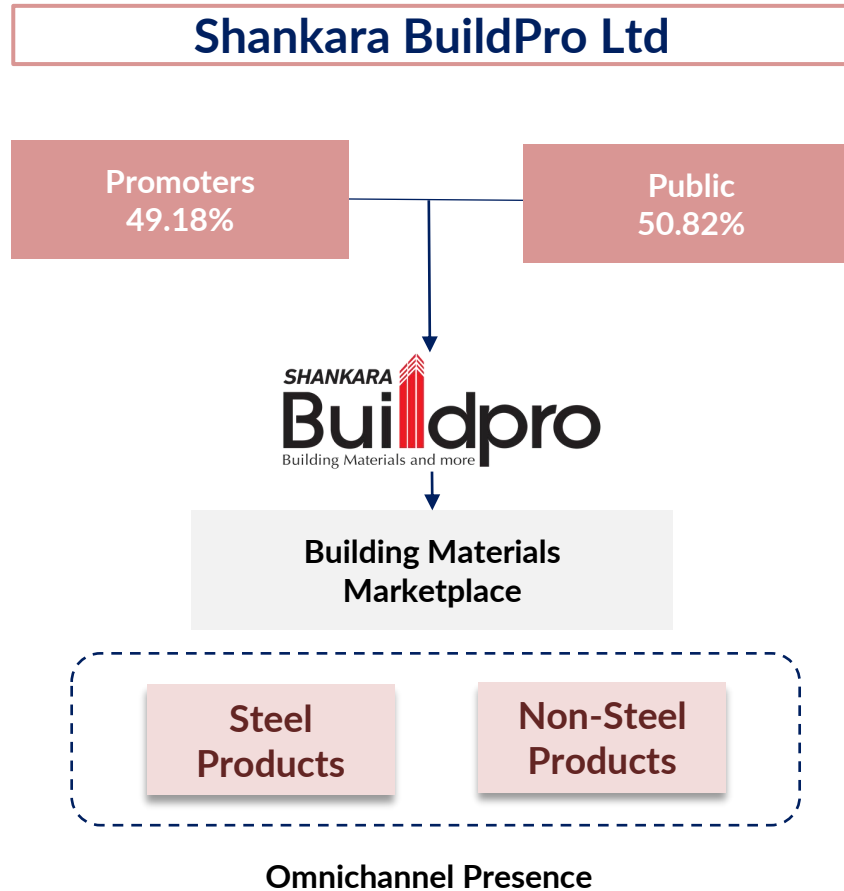 Shankara BuildPro Ltd
Promoters
49.18%
Public
50.82%
SHANKARA
Buildpro
Building Materials and more
Building Materials
Marketplace
Steel
Products
Non-Steel
Products
Omnichannel Presence